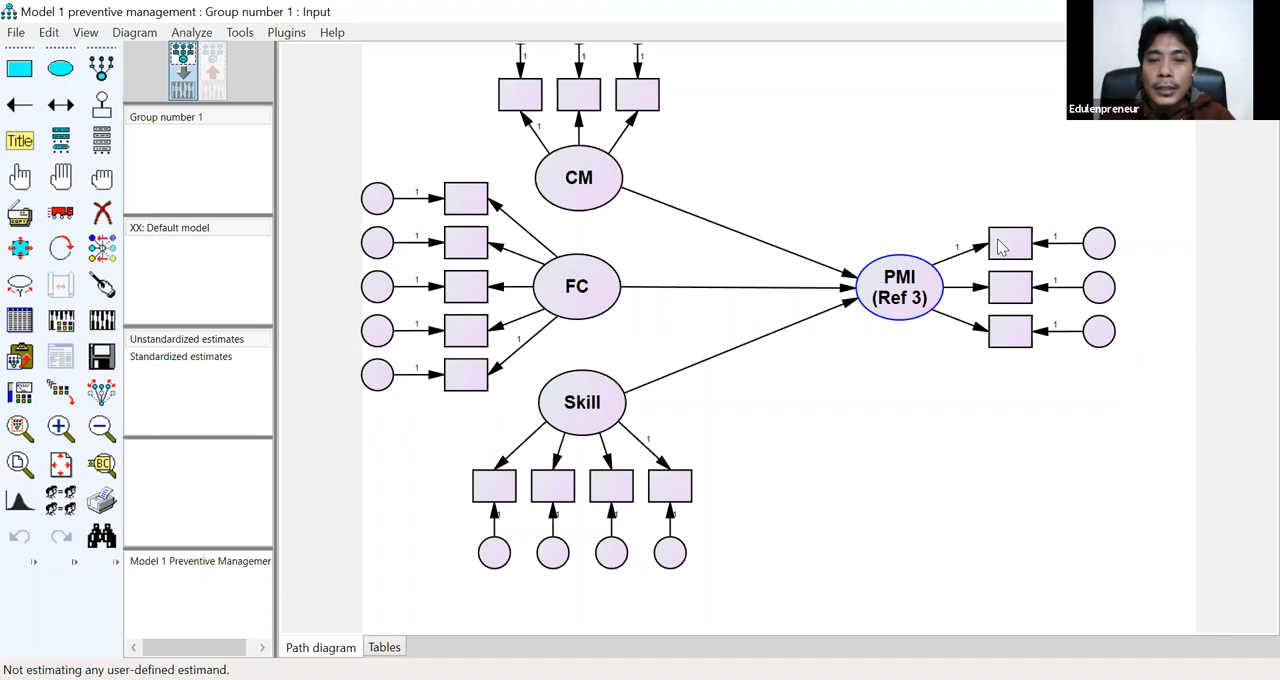 Model 1 preventive management : Group number 1 : Input
File Edit View Diagram Analyze Tools Plugins Help
Edulenpreneur
Title
Group number 1
XX: Default model
Unstandardized estimates
Standardized estimates
Model 1 Preventive Managemer
1 1 1
1
CM
1
1
1
1
1
FC
1
PMI
(Ref 3)
1
1
1
1
Skill
1
Path diagram Tables
Not estimating any user-defined estimand.